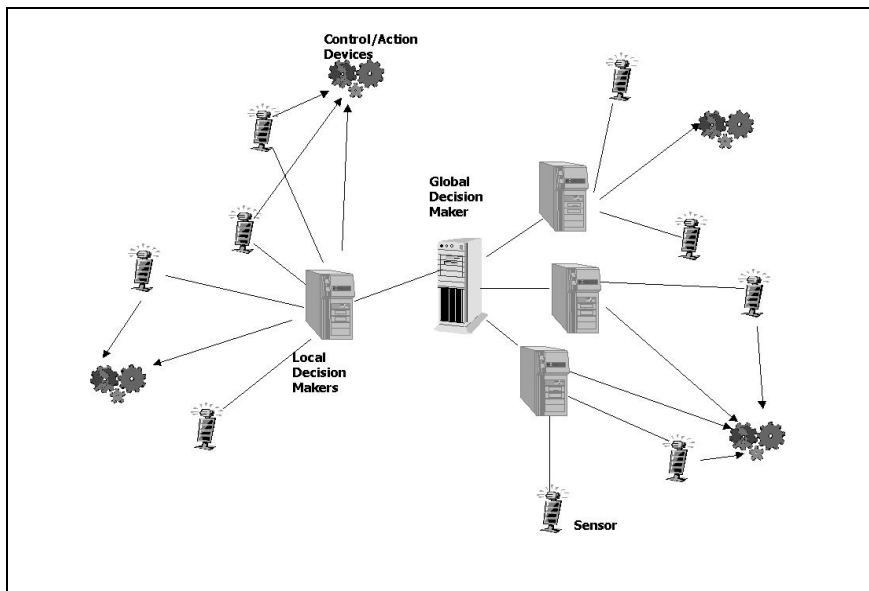 Control/Action
Devices
Global
Decision
Maker
Local
Decision
Makers
Sensor